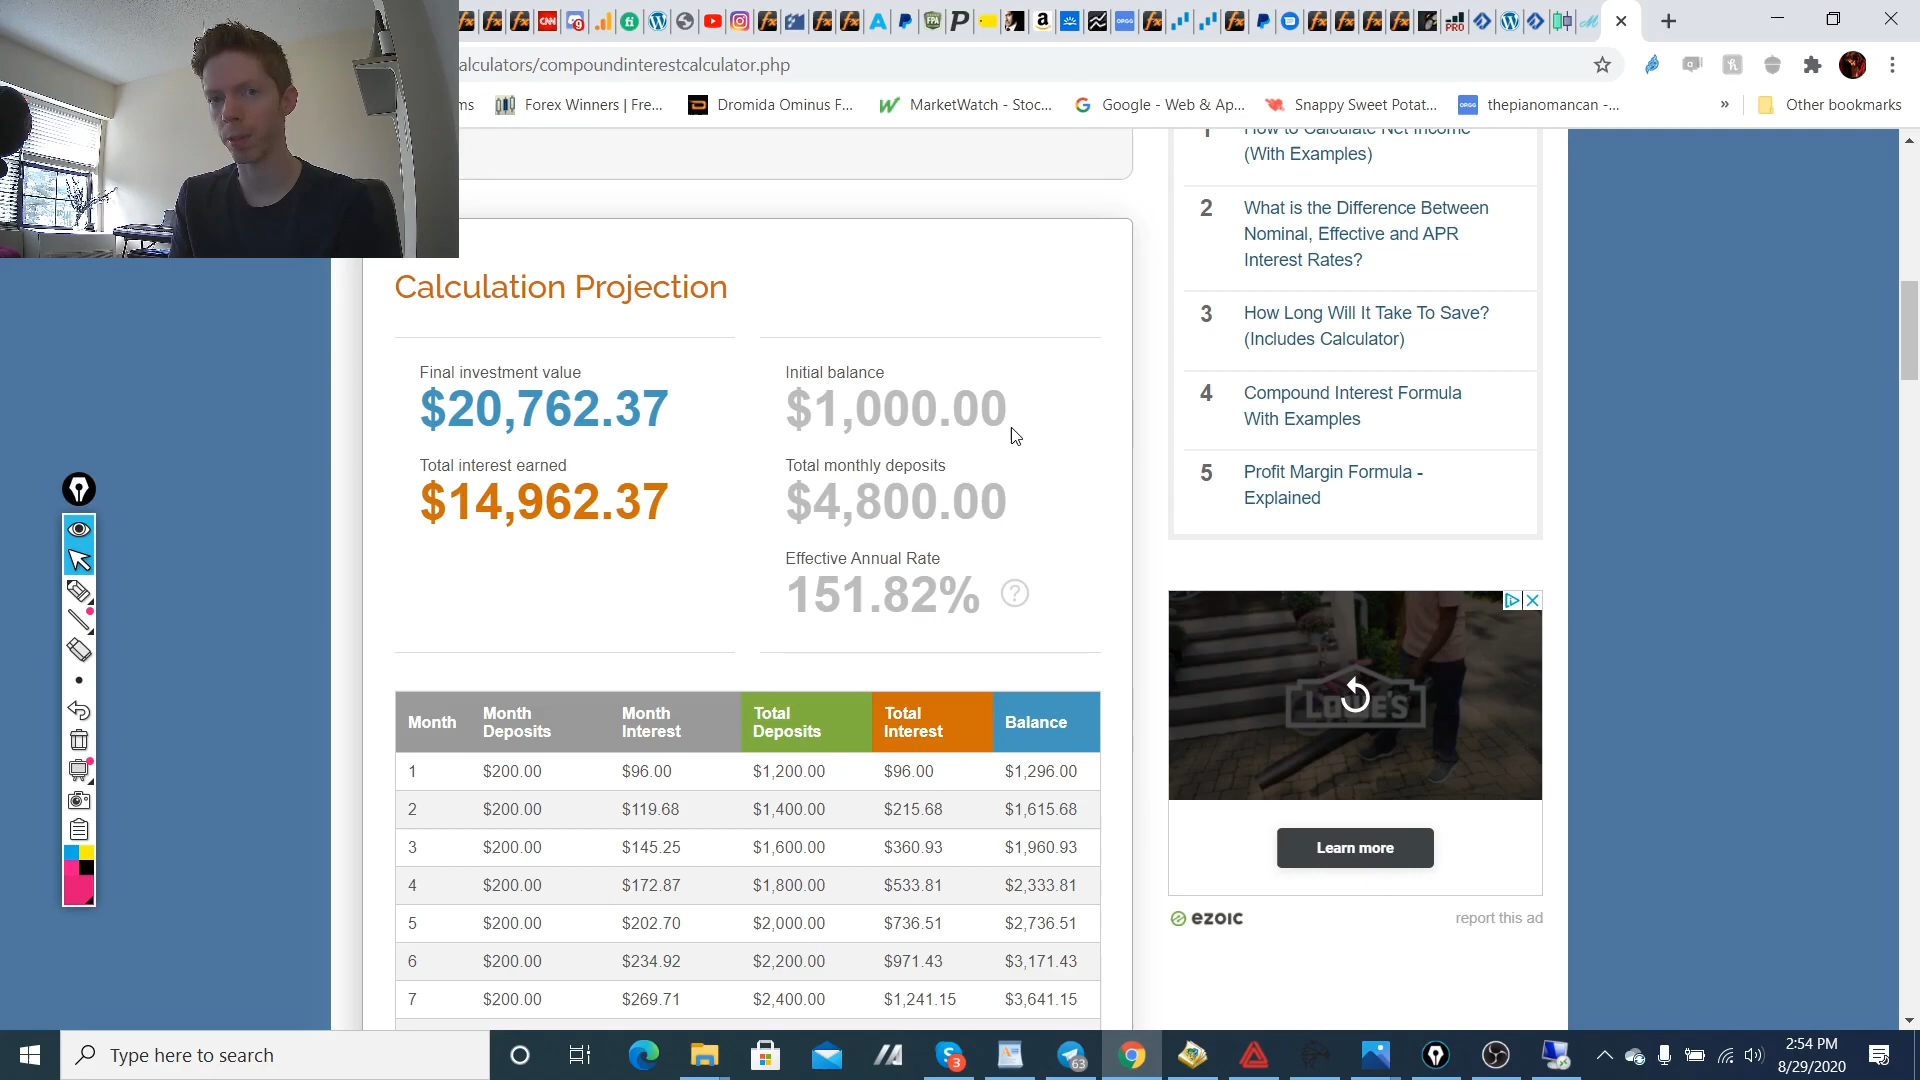 alculators/compoundinterestcalculator.php
ms
Forex Winners | Fre...
Dromida Ominus F...
MarketWatch - Stoc...
Google - Web & Ap...
Snappy Sweet Potat...
thepianomancan -...
»
Other bookmarks
1 How to Calculate Net Income
(With Examples)
2 What is the Difference Between
Nominal, Effective and APR
Interest Rates?
3 How Long Will It Take To Save?
(Includes Calculator)
4 Compound Interest Formula
With Examples
5 Profit Margin Formula -
Explained
Calculation Projection
Final investment value
$20,762.37
Total interest earned
$14,962.37
Initial balance
$1,000.00
Total monthly deposits
$4,800.00
Effective Annual Rate
151.82% ?
Month Month Deposits Month Interest Total Deposits Total Interest Balance
1 $200.00 $96.00 $1,200.00 $96.00 $1,296.00
2 $200.00 $119.68 $1,400.00 $215.68 $1,615.68
3 $200.00 $145.25 $1,600.00 $360.93 $1,960.93
4 $200.00 $172.87 $1,800.00 $533.81 $2,333.81
5 $200.00 $202.70 $2,000.00 $736.51 $2,736.51
6 $200.00 $234.92 $2,200.00 $971.43 $3,171.43
7 $200.00 $269.71 $2,400.00 $1,241.15 $3,641.15
LOWE'S
Learn more
ezoic
report this ad
Type here to search
3
63
2:54 PM
8/29/2020